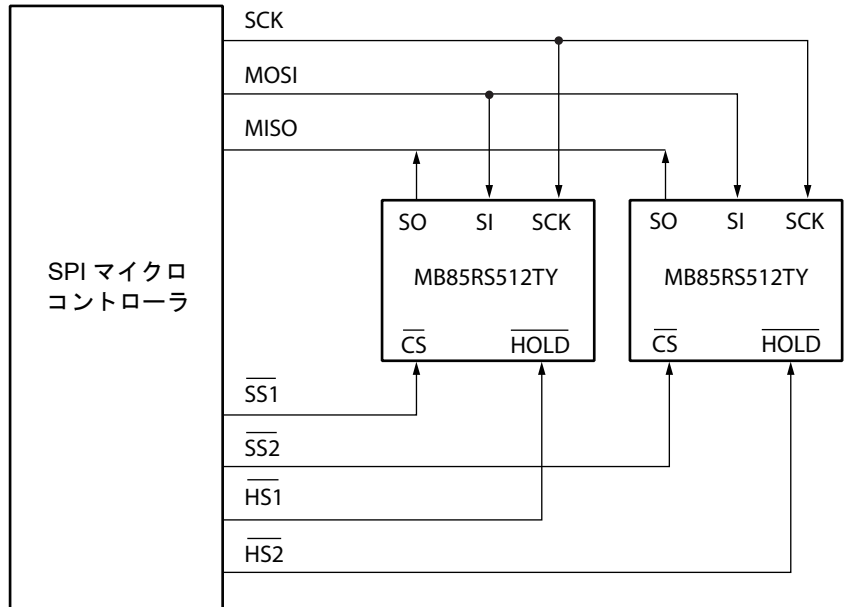 SCK
MOSI
MISO
SO SI SCK
MB85RS512TY
CS HOLD
SO SI SCK
MB85RS512TY
CS HOLD
SPI マイクロ
コントローラ
SS1
SS2
HS1
HS2